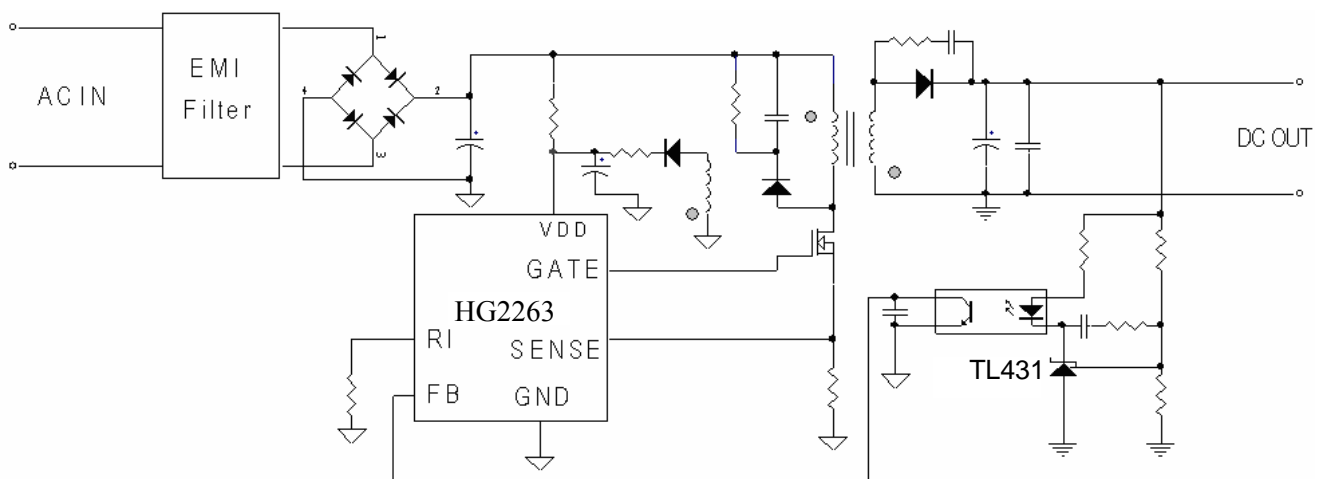 AC IN
EMI
Filter
1
2
3
4
DC OUT
VDD
GATE
HG2263
RI
SENSE
FB
GND
TL431